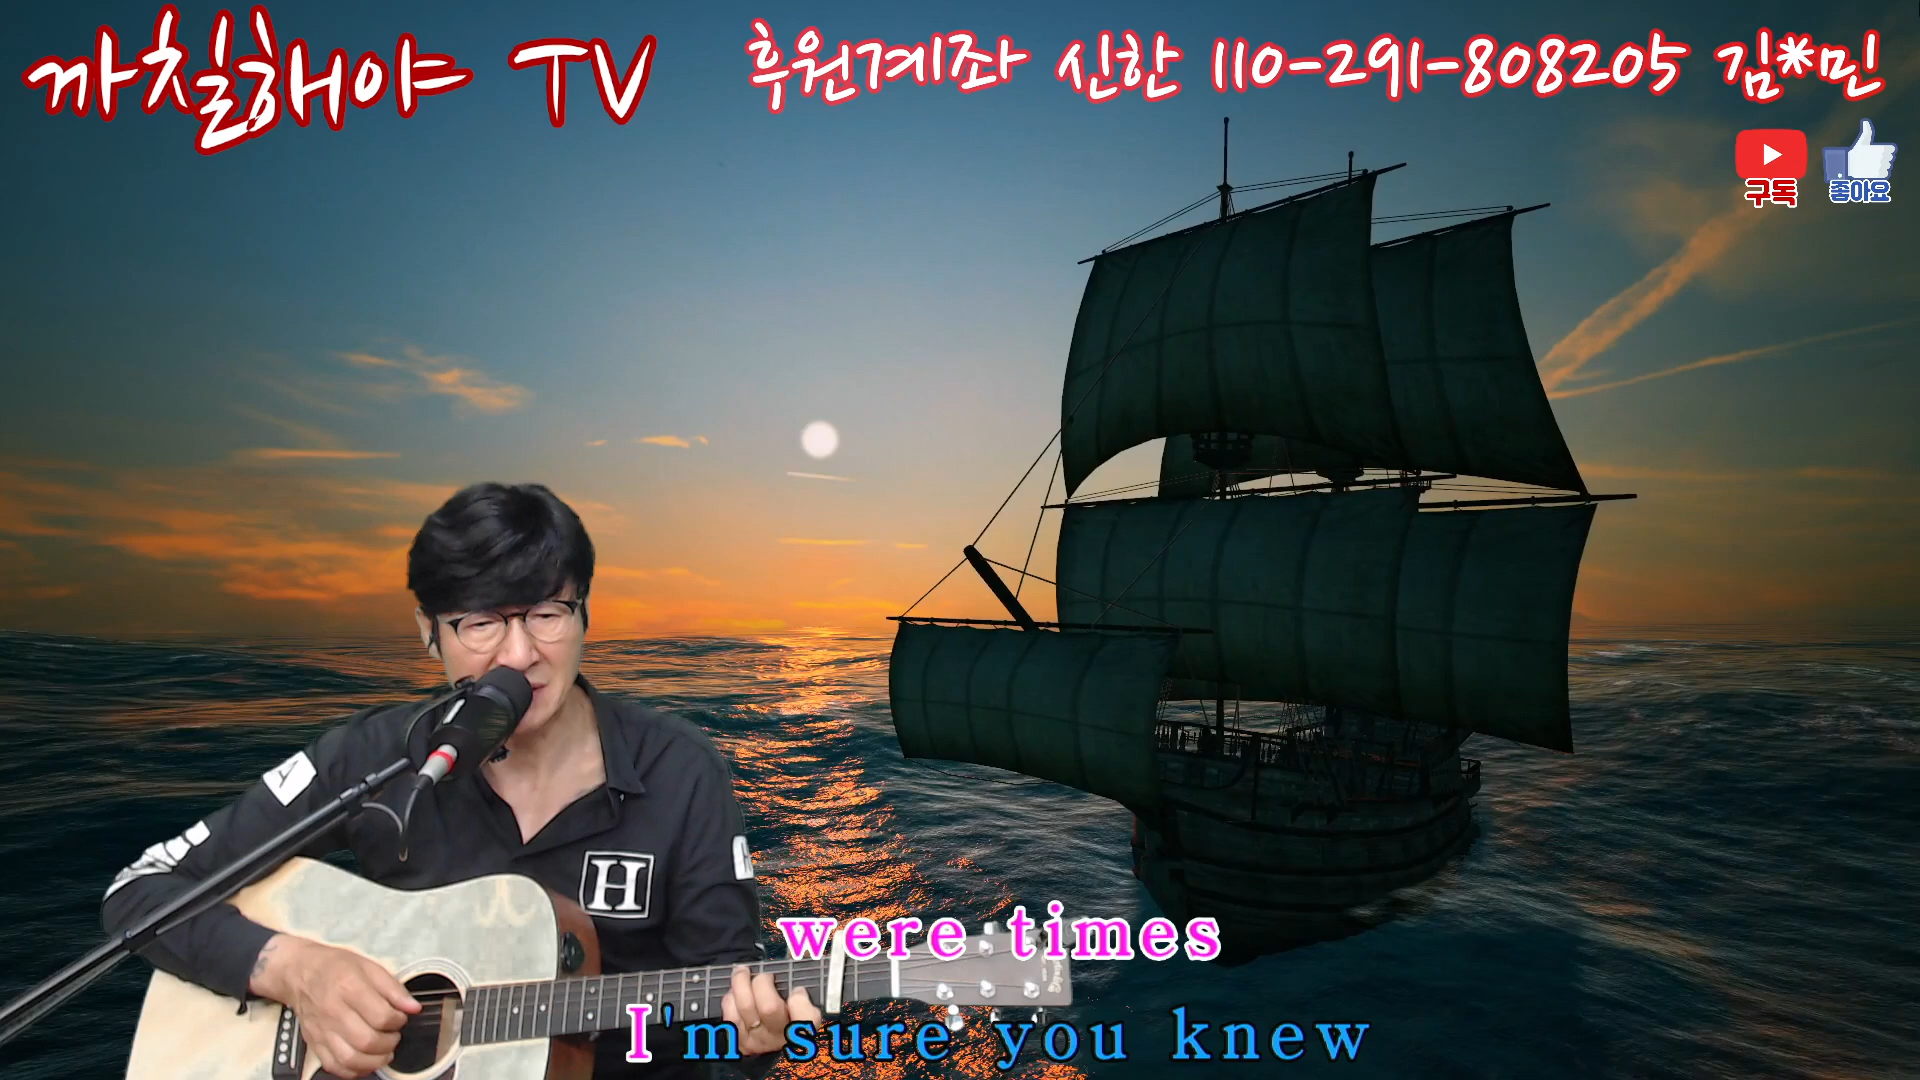 까칠해야 TV
후원계좌 신한 110-291-808205 김*민
구독
좋아요
A
H
were times
I'm sure you knew